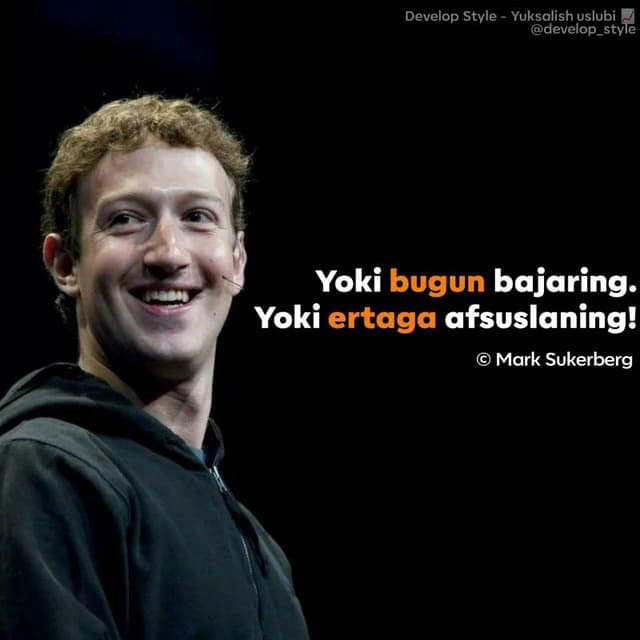 Develop Style - Yuksalish uslubi 📈
@develop_style
Yoki bugun bajaring.
Yoki ertaga afsuslaning!
© Mark Sukerberg